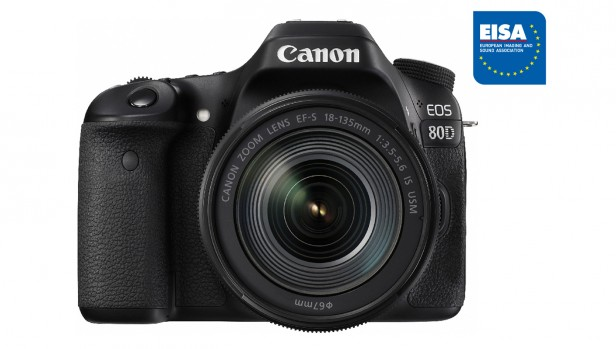 Canon
EISA
EUROPEAN IMAGING AND
SOUND ASSOCIATION
EOS
80D
CANON ZOOM LENS EF-S 18-135mm 1:3.5-5.6 IS USM
ø67mm